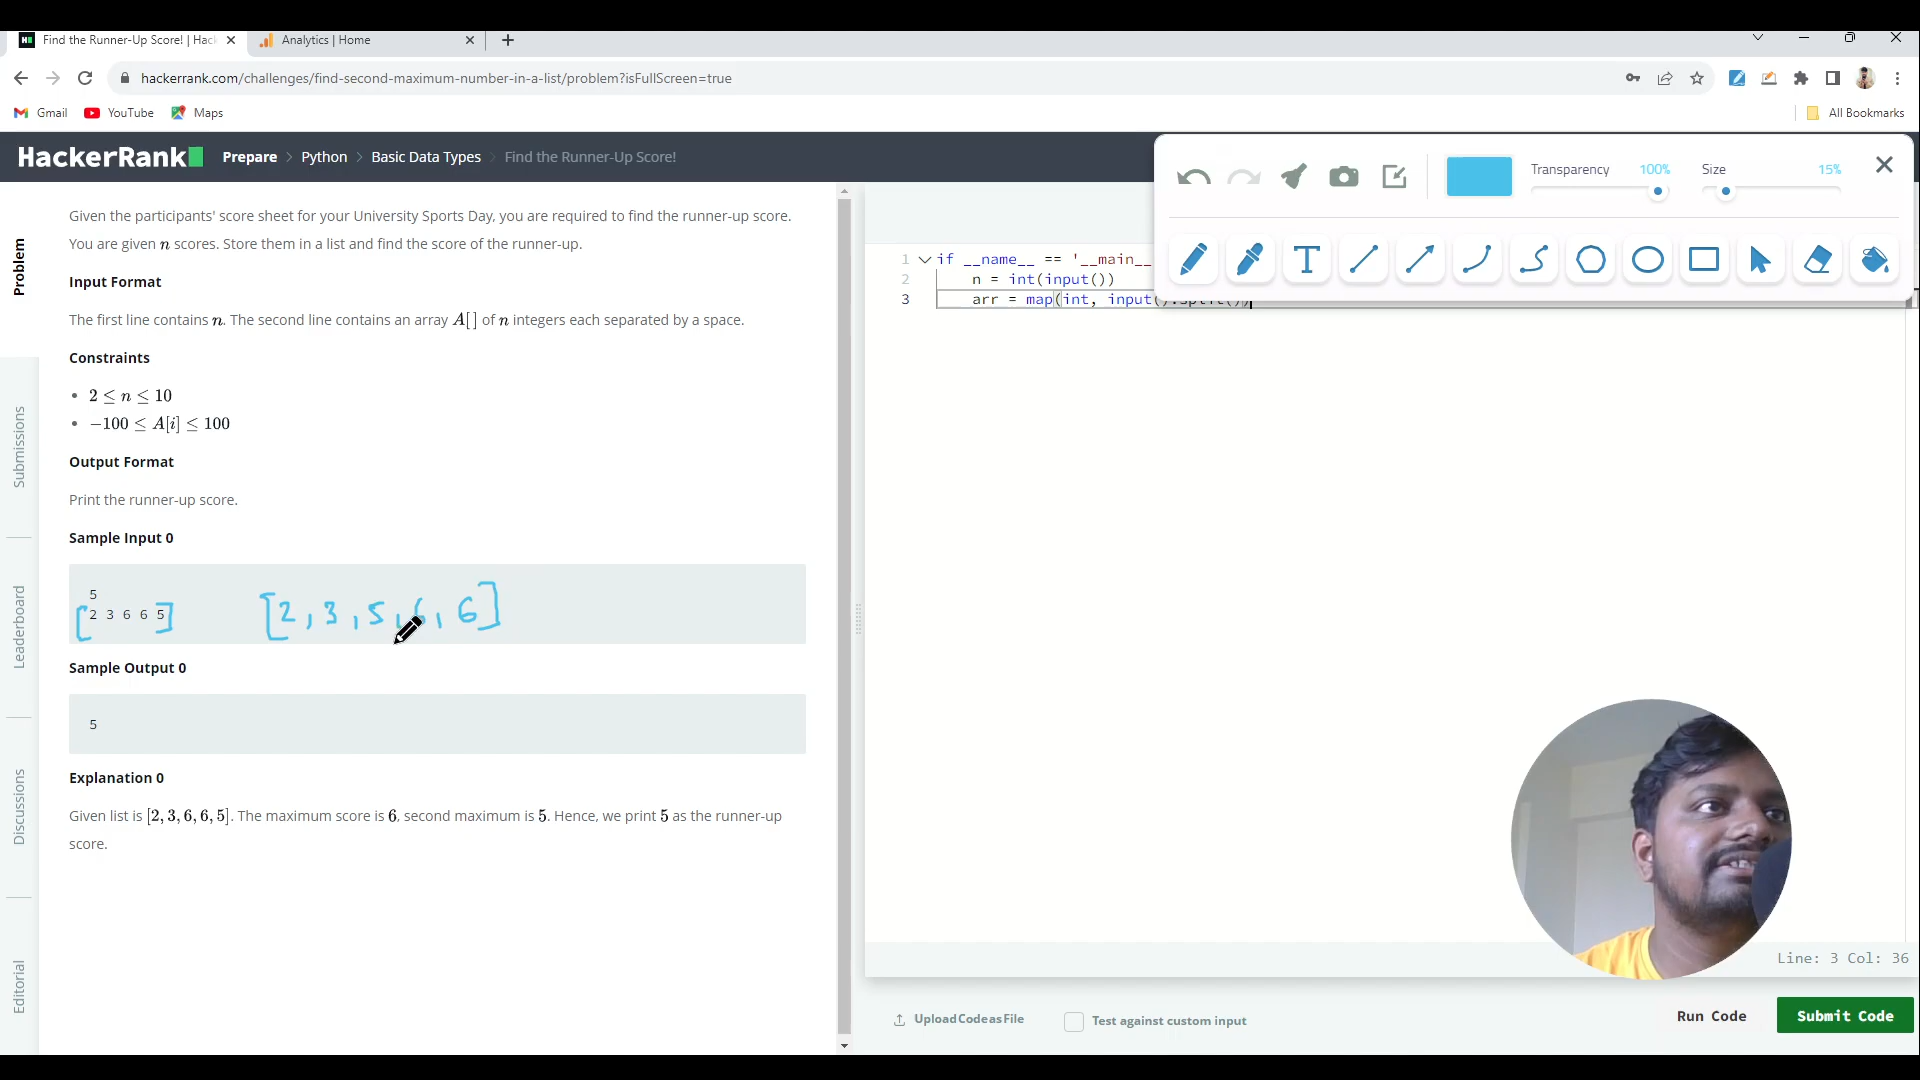 Find the Runner-Up Score! | Hack
Analytics | Home
hackerrank.com/challenges/find-second-maximum-number-in-a-list/problem?isFullScreen=true
Gmail YouTube Maps All Bookmarks
HackerRank Prepare > Python > Basic Data Types > Find the Runner-Up Score!
Transparency 100% Size 15%
T
Problem
Submissions
Leaderboard
Discussions
Editorial
Given the participants' score sheet for your University Sports Day, you are required to find the runner-up score.
You are given n scores. Store them in a list and find the score of the runner-up.
Input Format
The first line contains n. The second line contains an array A[] of n integers each separated by a space.
Constraints
• 2 ≤ n ≤ 10
• −100 ≤ A[i] ≤ 100
Output Format
Print the runner-up score.
Sample Input 0
5
[2 3 6 6 5]
[2, 3, 5, 6, 6]
Sample Output 0
5
Explanation 0
Given list is [2, 3, 6, 6, 5]. The maximum score is 6, second maximum is 5. Hence, we print 5 as the runner-up
score.
1 if __name__ == '__main__
2 n = int(input())
3 arr = map(int, input().split())
Line: 3 Col: 36
Upload Code as File
Test against custom input
Run Code
Submit Code